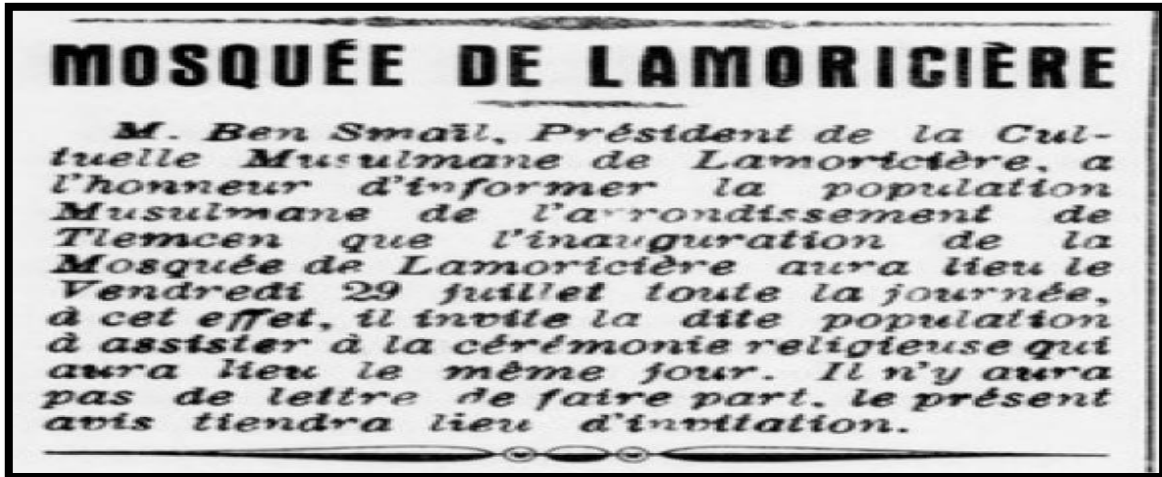 MOSQUÉE DE LAMORICIÈRE
M. Ben Smaïl, Président de la Cul-
tuelle Musulmane de Lamoricière, a
l'honneur d'informer la population
Musulmane de l'arrondissement de
Tlemcen que l'inauguration de la
Mosquée de Lamoricière aura lieu le
Vendredi 29 juillet toute la journée,
à cet effet, il invite la dite population
à assister à la cérémonie religieuse qui
aura lieu le même jour. Il n'y aura
pas de lettre de faire part, le présent
avis tiendra lieu d'invitation.